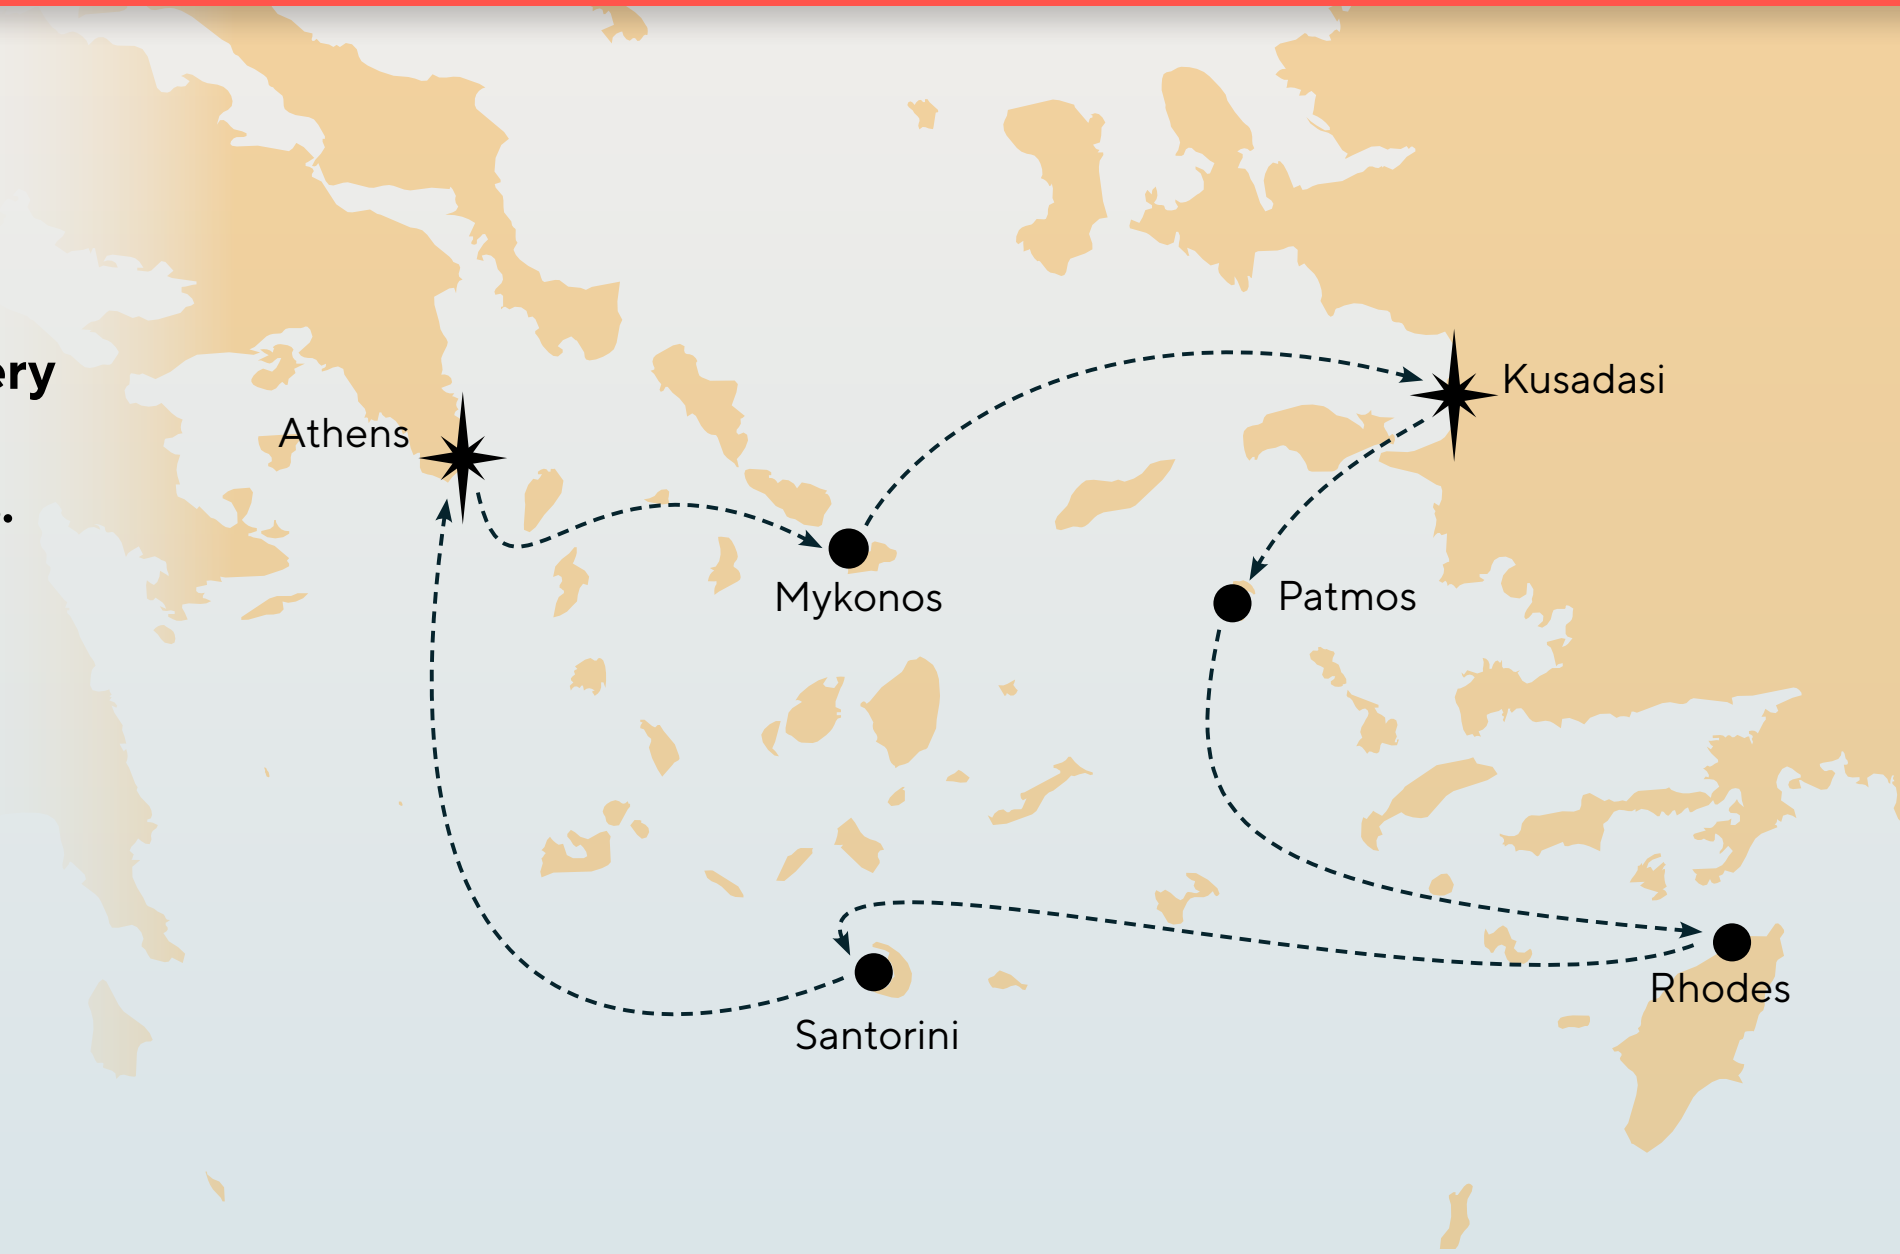 ery
.
Athens
Kusadasi
Mykonos
Patmos
Rhodes
Santorini